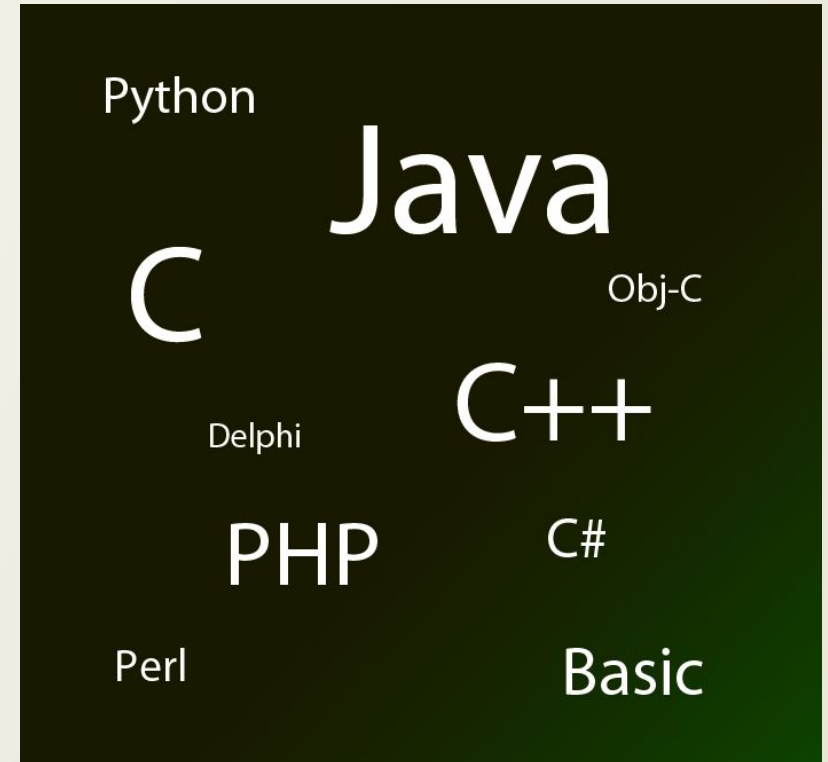 Python
Java
C
Obj-C
C++
Delphi
PHP
C#
Perl
Basic